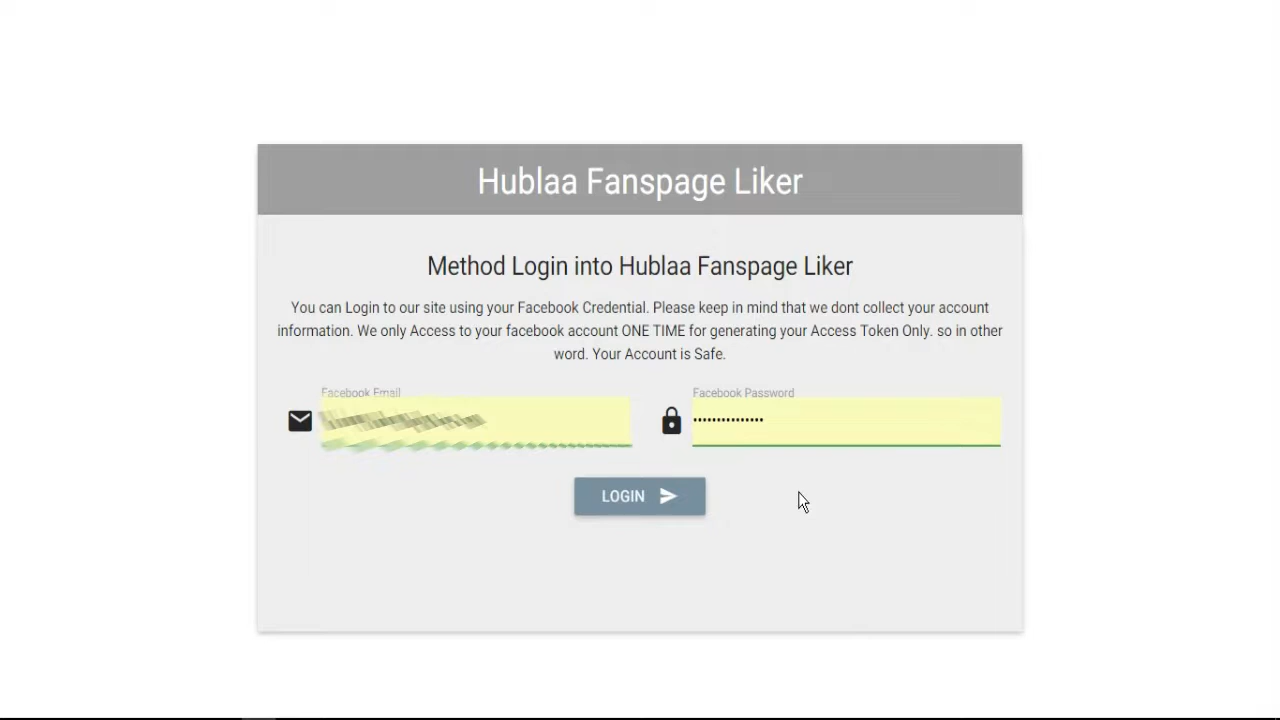 Hublaa Fanspage Liker
Method Login into Hublaa Fanspage Liker
You can Login to our site using your Facebook Credential. Please keep in mind that we dont collect your account
information. We only Access to your facebook account ONE TIME for generating your Access Token Only. so in other
word. Your Account is Safe.
Facebook Email
Facebook Password
•••••••••••••••
LOGIN